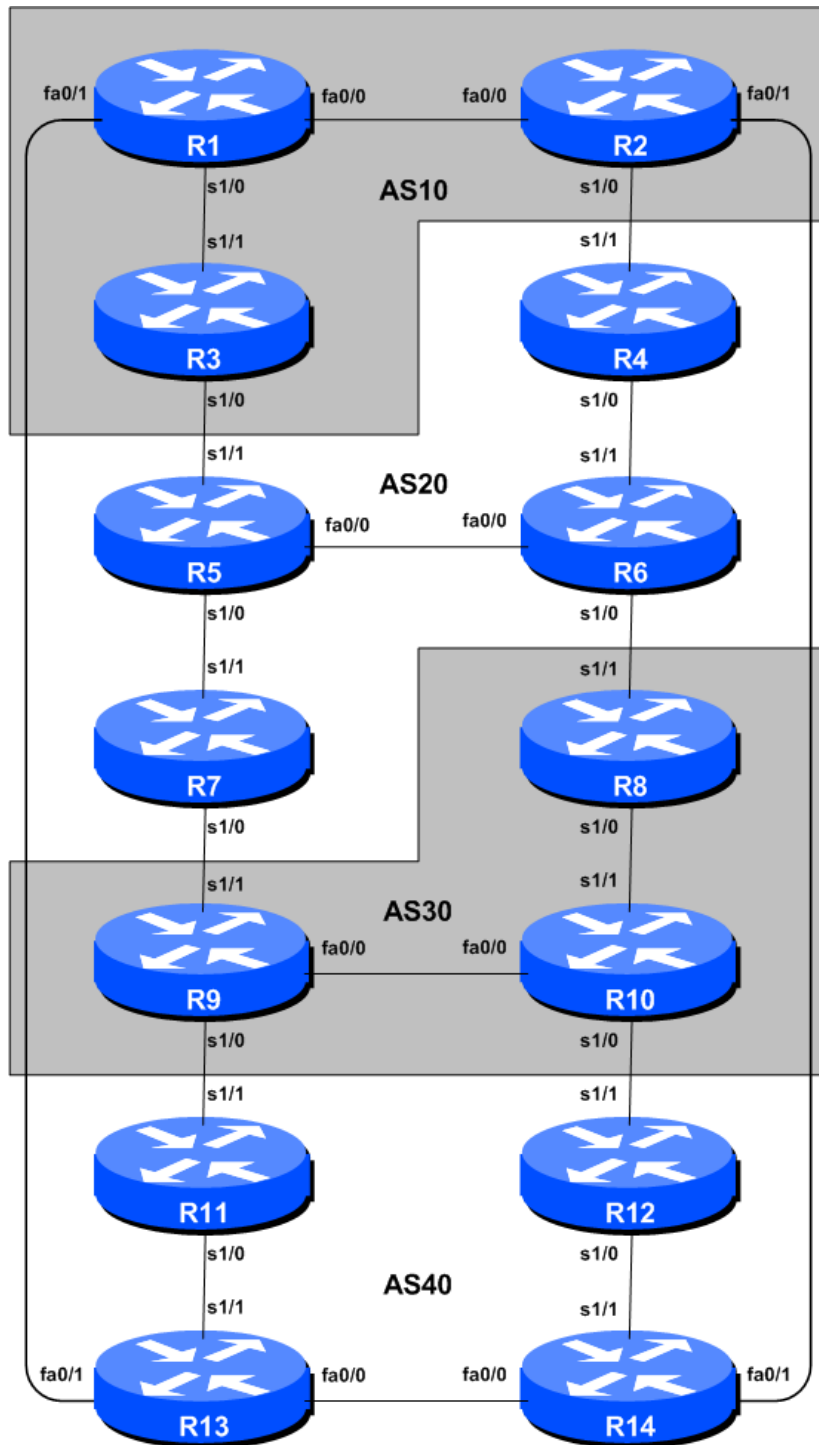 fa0/1 fa0/0 fa0/0 fa0/1
R1 R2
s1/0 AS10 s1/0
s1/1 s1/1
R3 R4
s1/0 s1/0
s1/1 AS20 s1/1
fa0/0 fa0/0
R5 R6
s1/0 s1/0
s1/1 s1/1
R7 R8
s1/0 s1/0
s1/1 AS30 s1/1
fa0/0 fa0/0
R9 R10
s1/0 s1/0
s1/1 s1/1
R11 R12
s1/0 s1/0
AS40
s1/1 s1/1
fa0/1 fa0/0 fa0/0 fa0/1
R13 R14